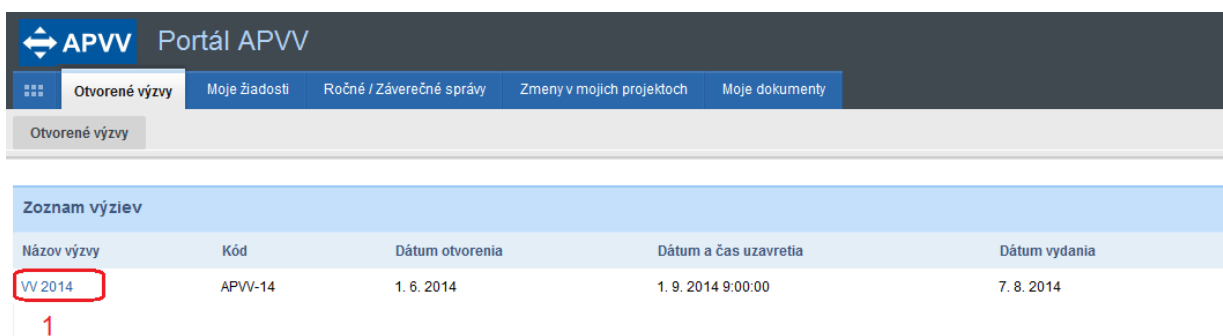 APVV Portál APVV
Otvorené výzvy Moje žiadosti Ročné / Záverečné správy Zmeny v mojich projektoch Moje dokumenty
Otvorené výzvy
Zoznam výziev
Názov výzvy Kód Dátum otvorenia Dátum a čas uzavretia Dátum vydania
VV 2014 APVV-14 1. 6. 2014 1. 9. 2014 9:00:00 7. 8. 2014
1